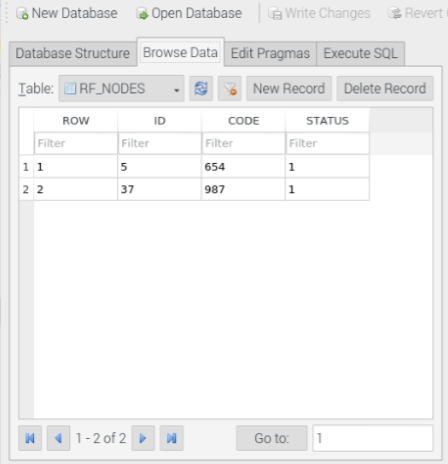 New Database Open Database Write Changes Revert
Database Structure Browse Data Edit Pragmas Execute SQL
Table: RF_NODES New Record Delete Record
ROW ID CODE STATUS
Filter Filter Filter Filter
1 1 5 654 1
2 2 37 987 1
1 - 2 of 2 Go to: 1